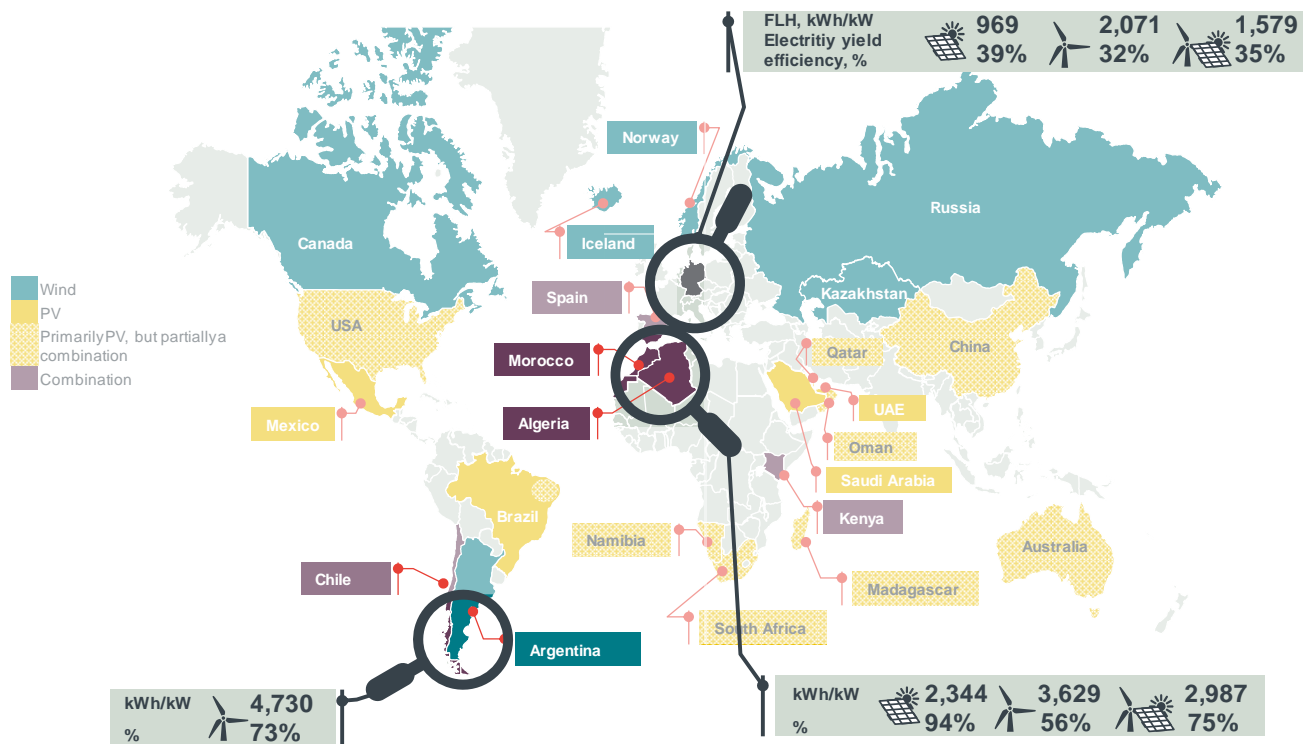 FLH, kWh/kW
Electritiy yield
efficiency, %
969
39%
2,071
32%
1,579
35%
Norway
Russia
Canada
Iceland
Wind
PV
Primarily PV, but partially a
combination
Combination
Spain
Kazakhstan
USA
Morocco
Qatar
China
Mexico
Algeria
UAE
Oman
Saudi Arabia
Brazil
Kenya
Namibia
Australia
Chile
Madagascar
South Africa
Argentina
kWh/kW
%
4,730
73%
kWh/kW
%
2,344
94%
3,629
56%
2,987
75%